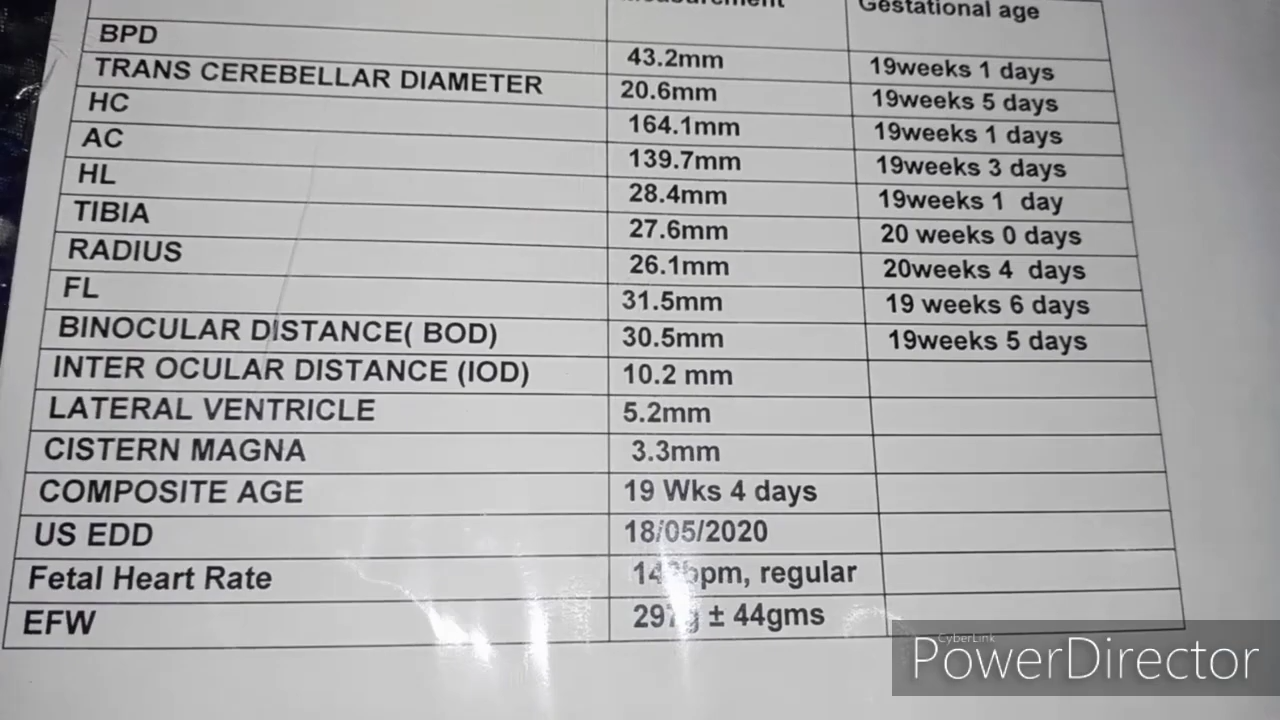 Gestational age
BPD 43.2mm 19weeks 1 days
TRANS CEREBELLAR DIAMETER 20.6mm 19weeks 5 days
HC 164.1mm 19weeks 1 days
AC 139.7mm 19weeks 3 days
HL 28.4mm 19weeks 1 day
TIBIA 27.6mm 20 weeks 0 days
RADIUS 26.1mm 20weeks 4 days
FL 31.5mm 19 weeks 6 days
BINOCULAR DISTANCE( BOD) 30.5mm 19weeks 5 days
INTER OCULAR DISTANCE (IOD) 10.2 mm
LATERAL VENTRICLE 5.2mm
CISTERN MAGNA 3.3mm
COMPOSITE AGE 19 Wks 4 days
US EDD 18/05/2020
Fetal Heart Rate regular
EFW ± 44gms
CyberLink
PowerDirector